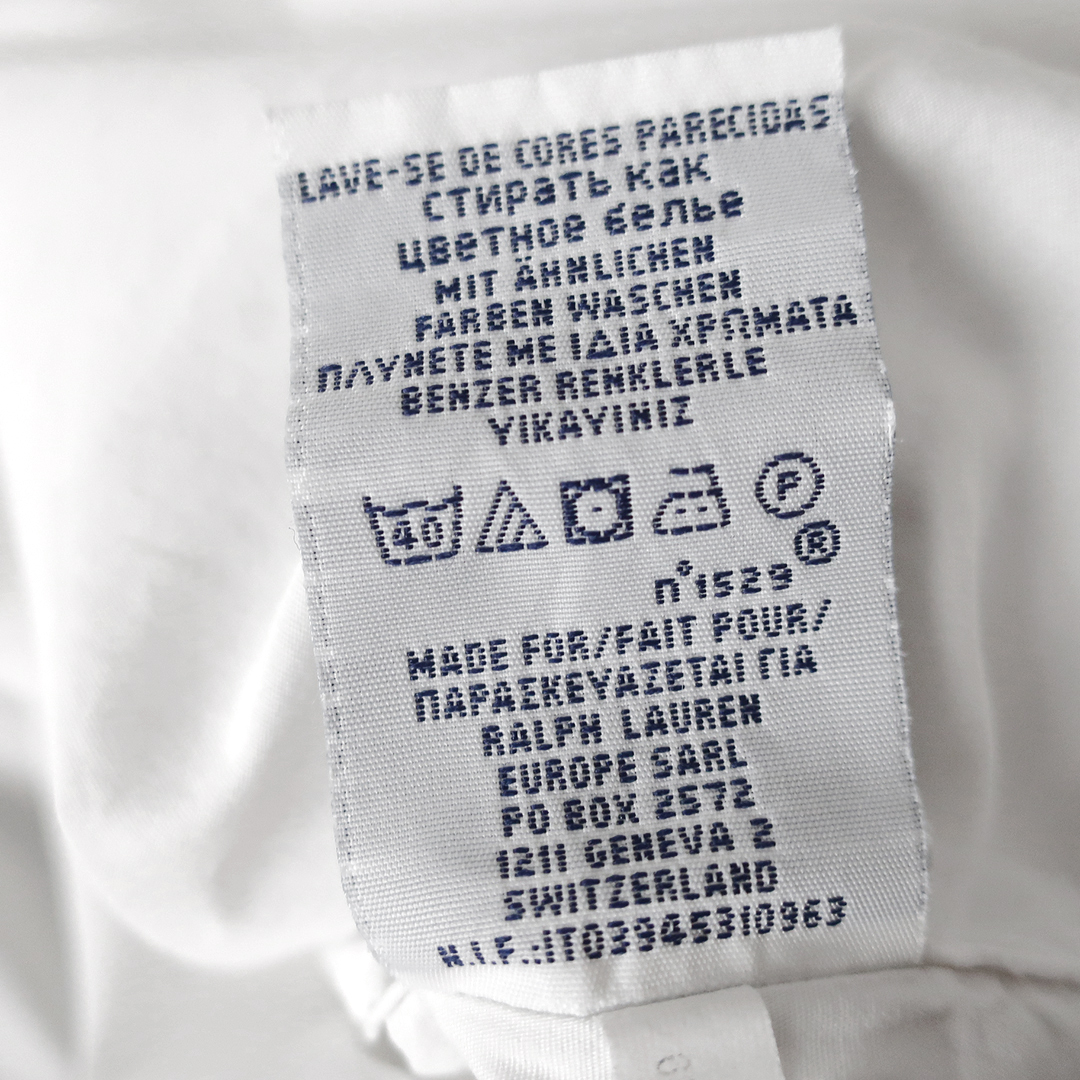 LAVE-SE DE CORES PARECIDAS
Стирать как
цветное белье
MIT ÄHNLICHEN
FARBEN WASCHEN
ΠΛΥΝΕΤΕ ΜΕ ΙΔΙΑ ΧΡΩΜΑΤΑ
BENZER RENKLERLE
YIKAYINIZ
40 P
®
n°1529
MADE FOR/FAIT POUR/
ΠΑΡΑΣΚΕΥΑΖΕΤΑΙ ΓΙΑ
RALPH LAUREN
EUROPE SARL
PO BOX 2572
1211 GENEVA 2
SWITZERLAND
N.I.F.:IT03945310963